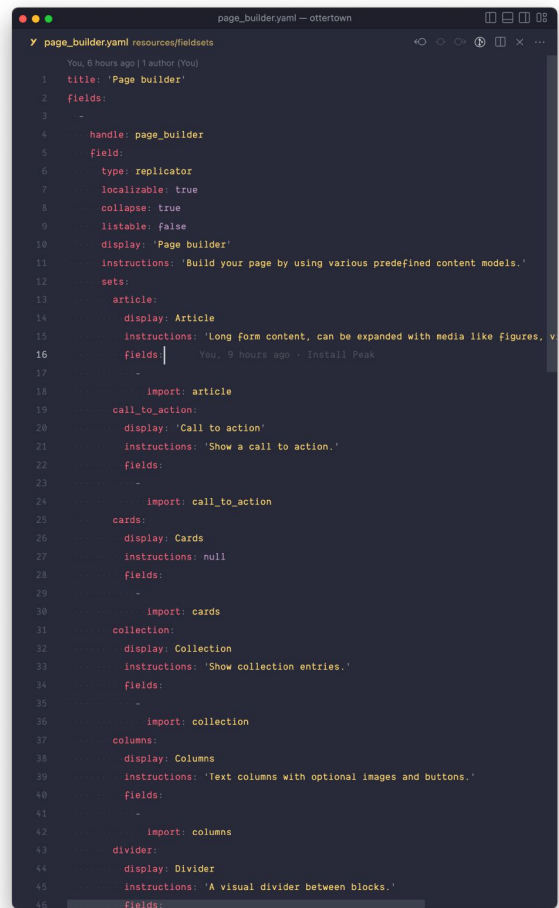 page_builder.yaml — ottertown
page_builder.yaml resources/fieldsets
You, 6 hours ago | 1 author (You)
1 title: 'Page builder'
2 fields:
3 -
4 handle: page_builder
5 field:
6 type: replicator
7 localizable: true
8 collapse: true
9 listable: false
10 display: 'Page builder'
11 instructions: 'Build your page by using various predefined content models.'
12 sets:
13 article:
14 display: Article
15 instructions: 'Long form content, can be expanded with media like figures, v
16 fields: You, 9 hours ago · Install Peak
17 -
18 import: article
19 call_to_action:
20 display: 'Call to action'
21 instructions: 'Show a call to action.'
22 fields:
23 -
24 import: call_to_action
25 cards:
26 display: Cards
27 instructions: null
28 fields:
29 -
30 import: cards
31 collection:
32 display: Collection
33 instructions: 'Show collection entries.'
34 fields:
35 -
36 import: collection
37 columns:
38 display: Columns
39 instructions: 'Text columns with optional images and buttons.'
40 fields:
41 -
42 import: columns
43 divider:
44 display: Divider
45 instructions: 'A visual divider between blocks.'
46 fields: